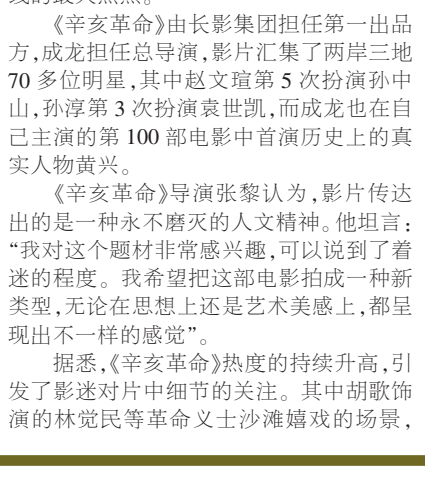 《辛亥革命》由长影集团担任第一出品
方,成龙担任总导演,影片汇集了两岸三地
70 多位明星,其中赵文瑄第 5 次扮演孙中
山,孙淳第 3 次扮演袁世凯,而成龙也在自
己主演的第 100 部电影中首演历史上的真
实人物黄兴。
《辛亥革命》导演张黎认为,影片传达
出的是一种永不磨灭的人文精神。他坦言:
“我对这个题材非常感兴趣,可以说到了着
迷的程度。我希望把这部电影拍成一种新
类型,无论在思想上还是艺术美感上,都呈
现出不一样的感觉”。
据悉,《辛亥革命》热度的持续升高,引
发了影迷对片中细节的关注。其中胡歌饰
演的林觉民等革命义士沙滩嬉戏的场景,